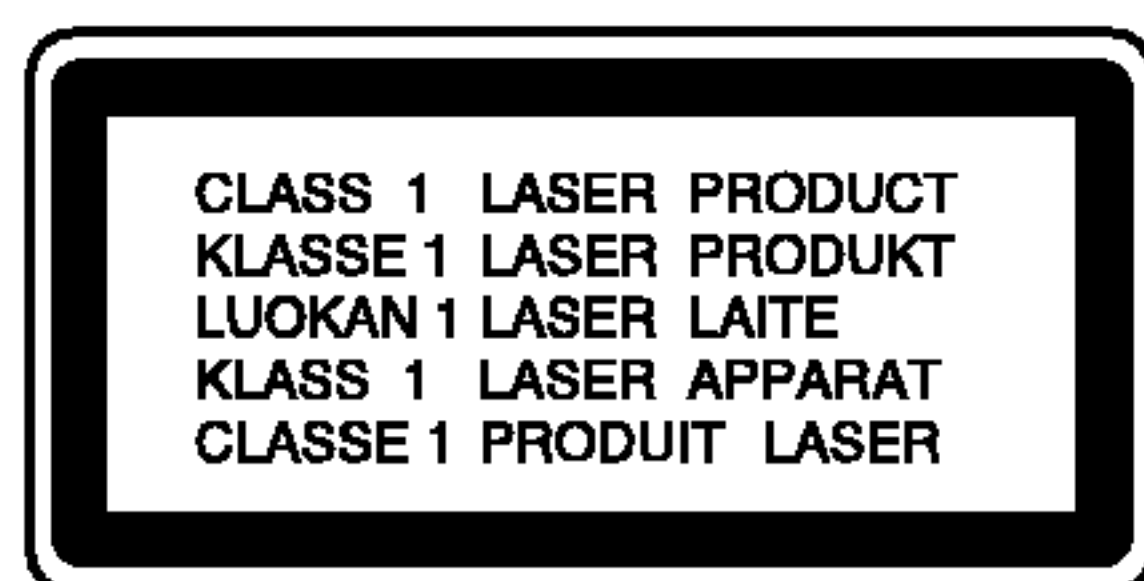 CLASS 1 LASER PRODUCT
KLASSE 1 LASER PRODUKT
LUOKAN 1 LASER LAITE
KLASS 1 LASER APPARAT
CLASSE 1 PRODUIT LASER